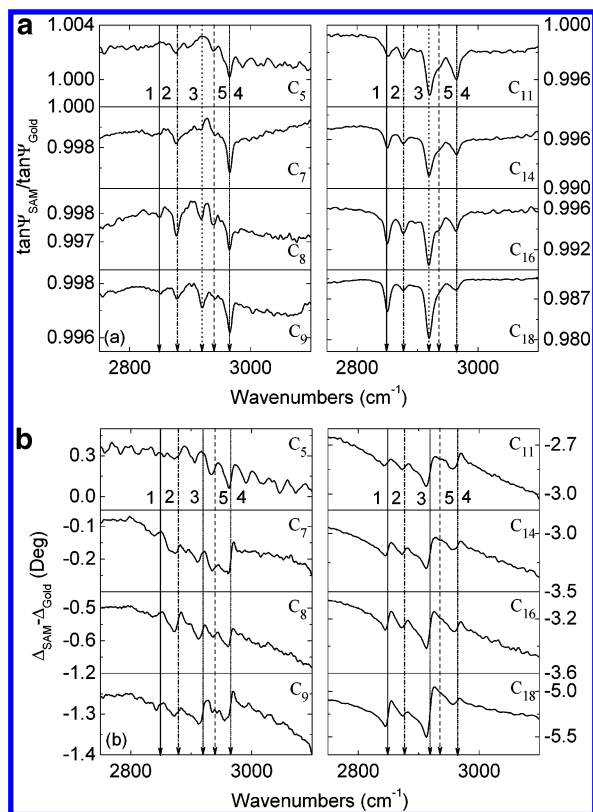 a
1.004
1.000
1 2 3 5 4
C5
1.000
0.998
C7
0.998
0.997
C8
0.998
0.996
(a)
C9
tanΨSAM/tanΨGold
2800 3000
Wavenumbers (cm-1)
1.000
0.996
1 2 3 5 4
C11
0.996
0.990
C14
0.996
0.992
C16
0.987
0.980
C18
2800 3000
Wavenumbers (cm-1)
b
0.3
0.0
C5
1 2 3 5 4
-0.1
-0.2
C7
-0.5
-0.6
C8
-1.2
-1.3
-1.4
(b)
C9
ΔSAM-ΔGold (Deg)
2800 3000
Wavenumbers (cm-1)
C11
-2.7
-3.0
1 2 3 5 4
C14
-3.0
-3.5
C16
-3.2
-3.6
C18
-5.0
-5.5
2800 3000
Wavenumbers (cm-1)